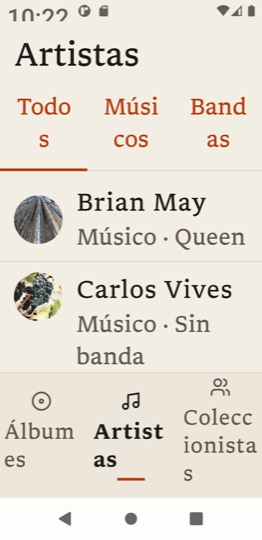 10:22
Artistas
Todo
s
Músi
cos
Band
as
Brian May
Músico · Queen
Carlos Vives
Músico · Sin
banda
Álbum
es
Artist
as
Colecc
ionista
s